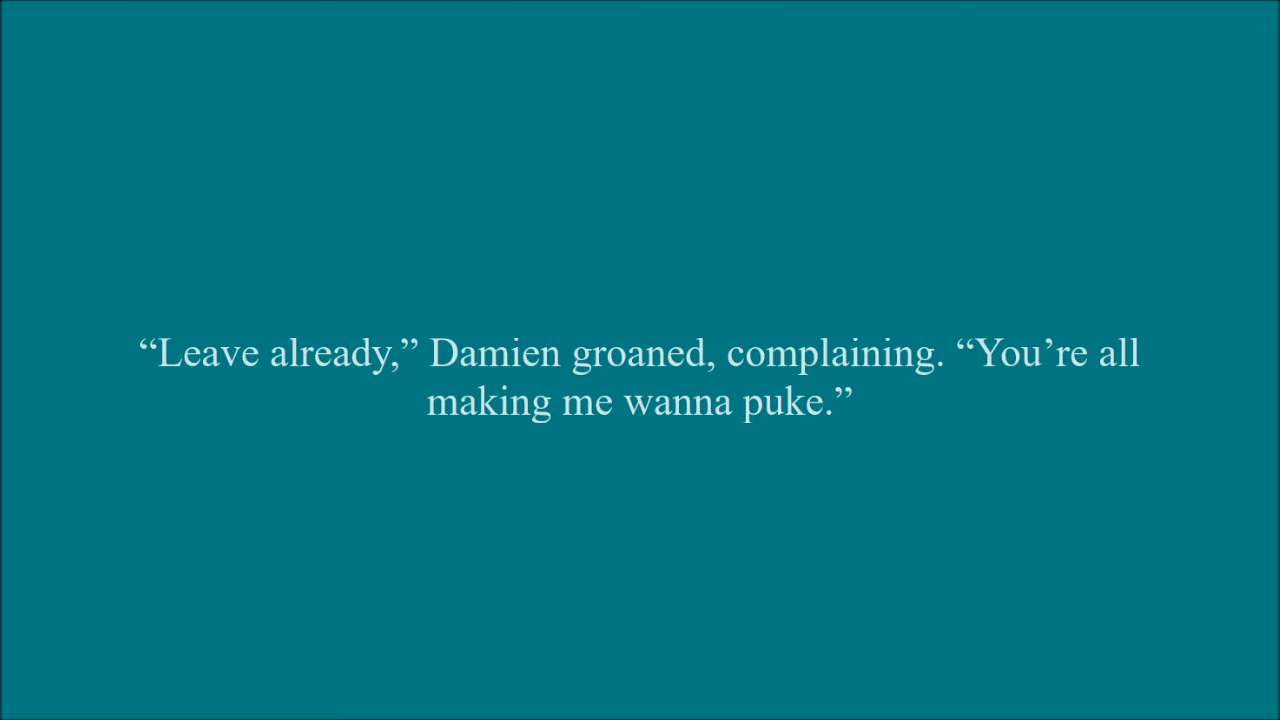 “Leave already,” Damien groaned, complaining. “You’re all
making me wanna puke.”